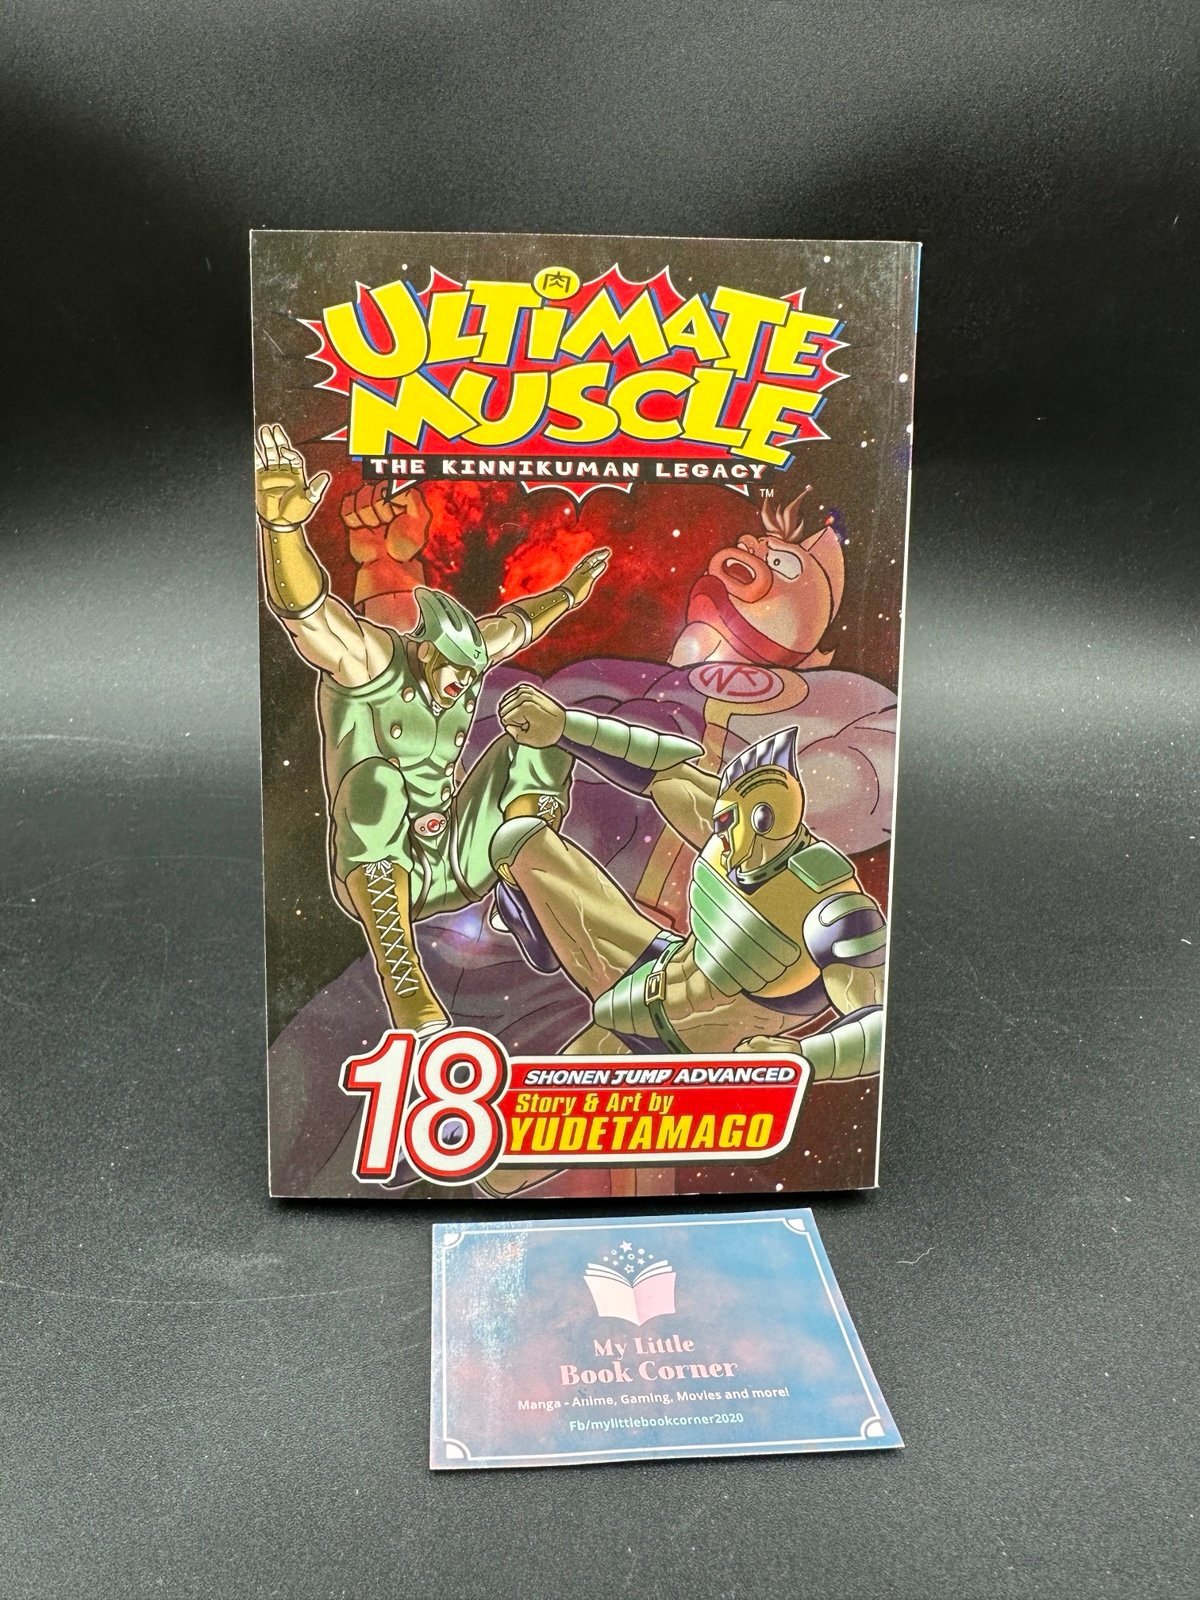 肉
ULTiMATE
MUSCLE
THE KINNIKUMAN LEGACY
TM
WR
J
18
SHONEN JUMP ADVANCED
Story & Art by
YUDETAMAGO
My Little
Book Corner
Manga - Anime, Gaming, Movies and more!
Fb/mylittlebookcorner2020